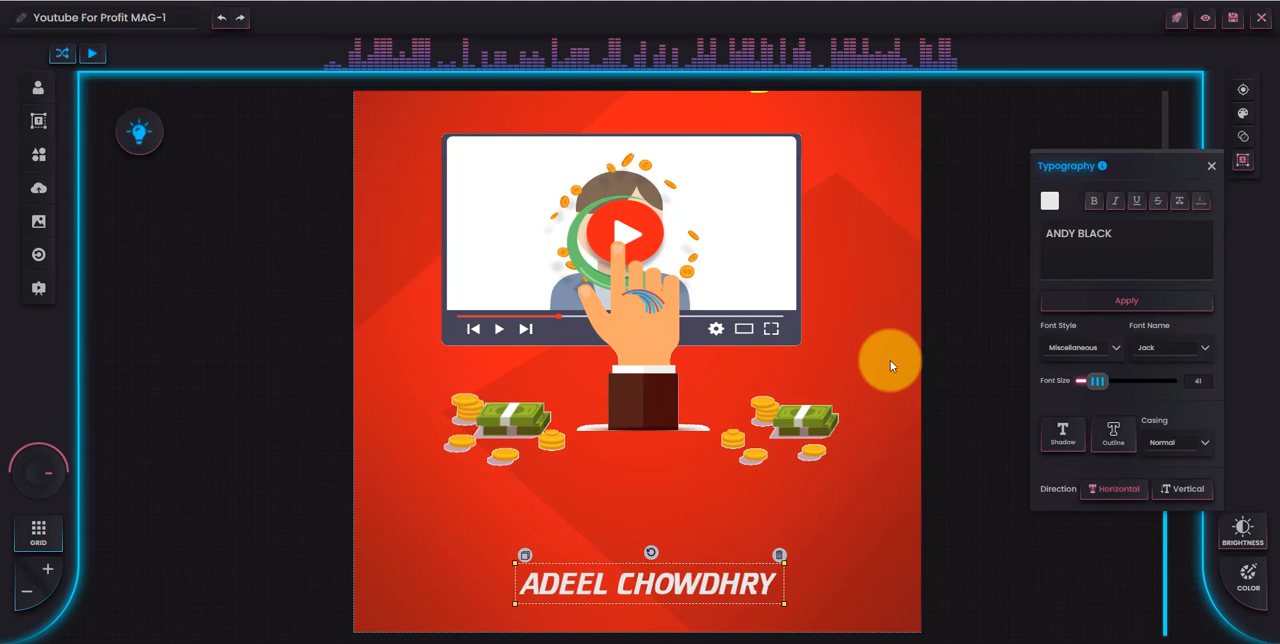 Youtube For Profit MAG-1
Typography
B I U S
ANDY BLACK
Apply
Font Style Font Name
Miscellaneous Jack
Font Size 41
Casing
T Shadow T Outline Normal
Direction Horizontal Vertical
ADEEL CHOWDHRY
GRID
BRIGHTNESS
COLOR